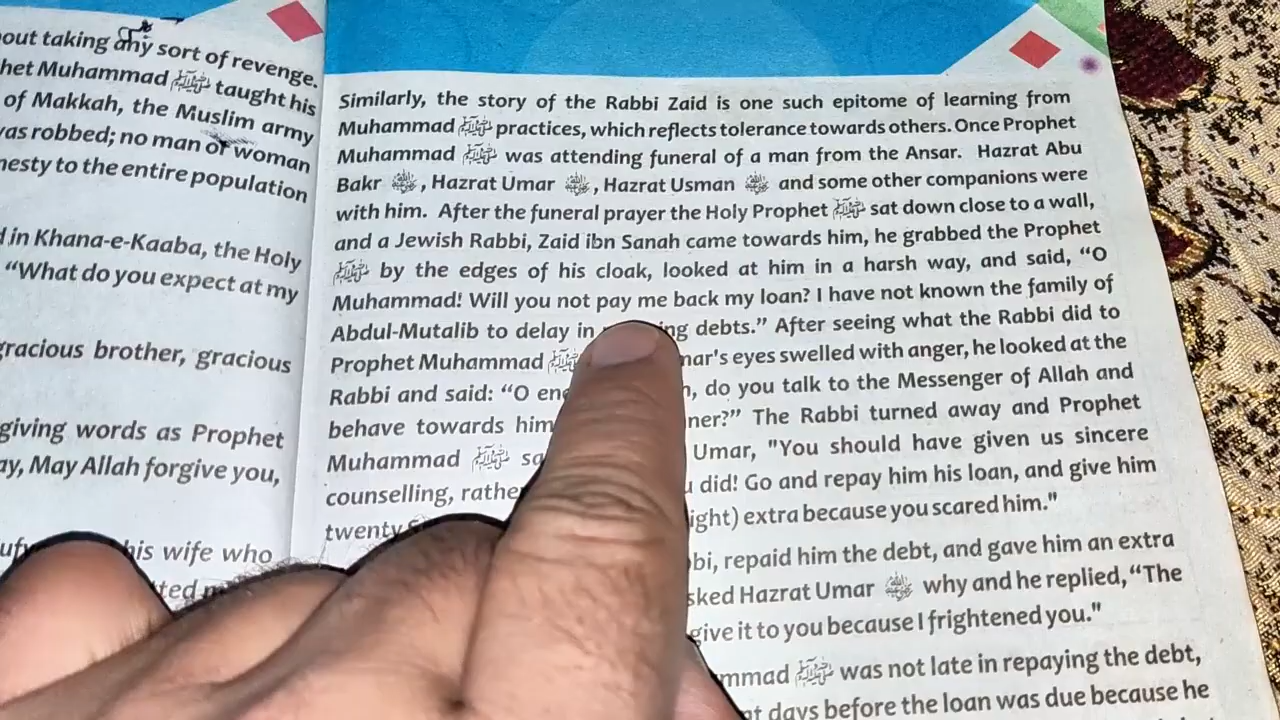 out taking any sort of revenge.
het Muhammad ﷺ taught his
of Makkah, the Muslim army
as robbed; no man or woman
nesty to the entire population
in Khana-e-Kaaba, the Holy
"What do you expect at my
gracious brother, gracious
giving words as Prophet
ay, May Allah forgive you,
his wife who
Similarly, the story of the Rabbi Zaid is one such epitome of learning from
Muhammad ﷺ practices, which reflects tolerance towards others. Once Prophet
Muhammad ﷺ was attending funeral of a man from the Ansar. Hazrat Abu
Bakr, Hazrat Umar, Hazrat Usman and some other companions were
with him. After the funeral prayer the Holy Prophet ﷺ sat down close to a wall,
and a Jewish Rabbi, Zaid ibn Sanah came towards him, he grabbed the Prophet
ﷺ by the edges of his cloak, looked at him in a harsh way, and said, "O
Muhammad! Will you not pay me back my loan? I have not known the family of
Abdul-Mutalib to delay in debts." After seeing what the Rabbi did to
Prophet Muhammad ﷺ mar's eyes swelled with anger, he looked at the
Rabbi and said: "O do you talk to the Messenger of Allah and
behave towards him ner?" The Rabbi turned away and Prophet
Muhammad ﷺ Umar, "You should have given us sincere
counselling, did! Go and repay him his loan, and give him
twenty ight) extra because you scared him."
bi, repaid him the debt, and gave him an extra
sked Hazrat Umar why and he replied, "The
give it to you because I frightened you."
mmad ﷺ was not late in repaying the debt,
days before the loan was due because he